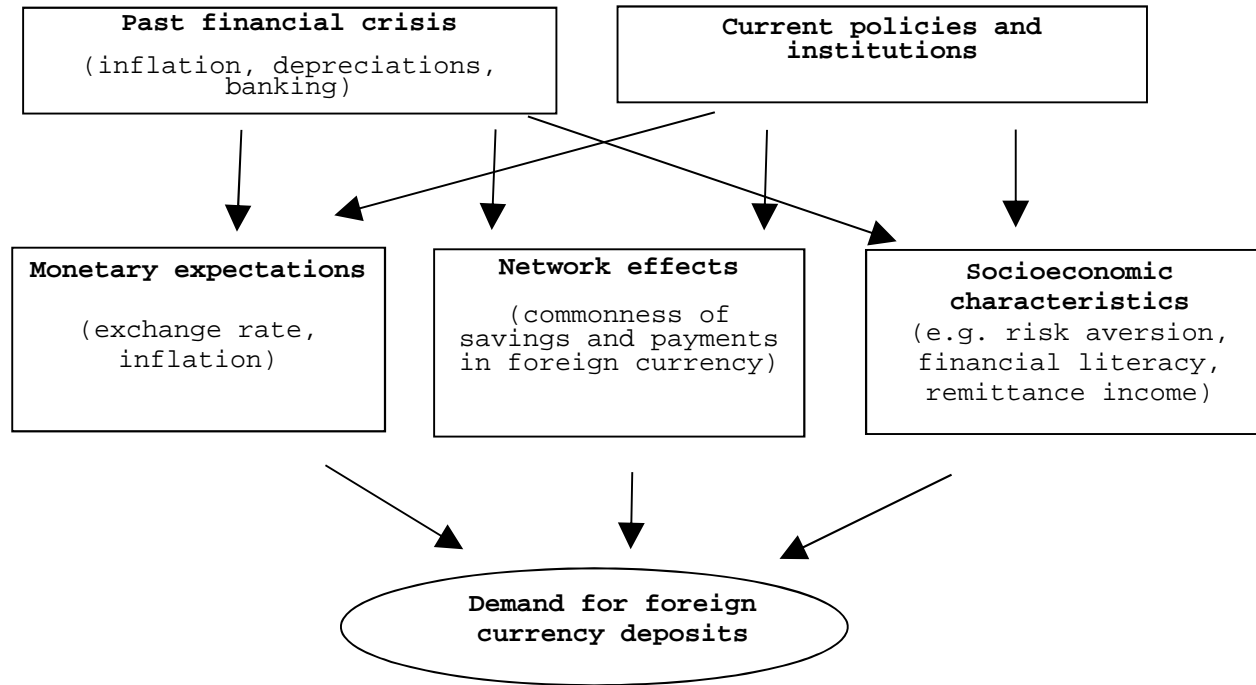 Past financial crisis
(inflation, depreciations,
banking)
Current policies and
institutions
Monetary expectations
(exchange rate,
inflation)
Network effects
(commonness of
savings and payments
in foreign currency)
Socioeconomic
characteristics
(e.g. risk aversion,
financial literacy,
remittance income)
Demand for foreign
currency deposits